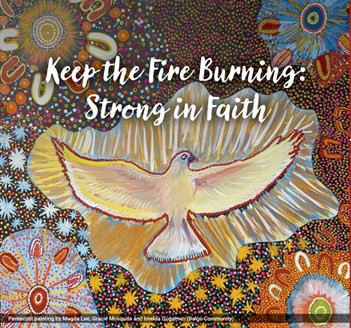 Keep the Fire Burning:
Strong in Faith
Pentecost painting by Magda Lee, Gracie Mosquito and Imelda Gugaman (Balgo Community)